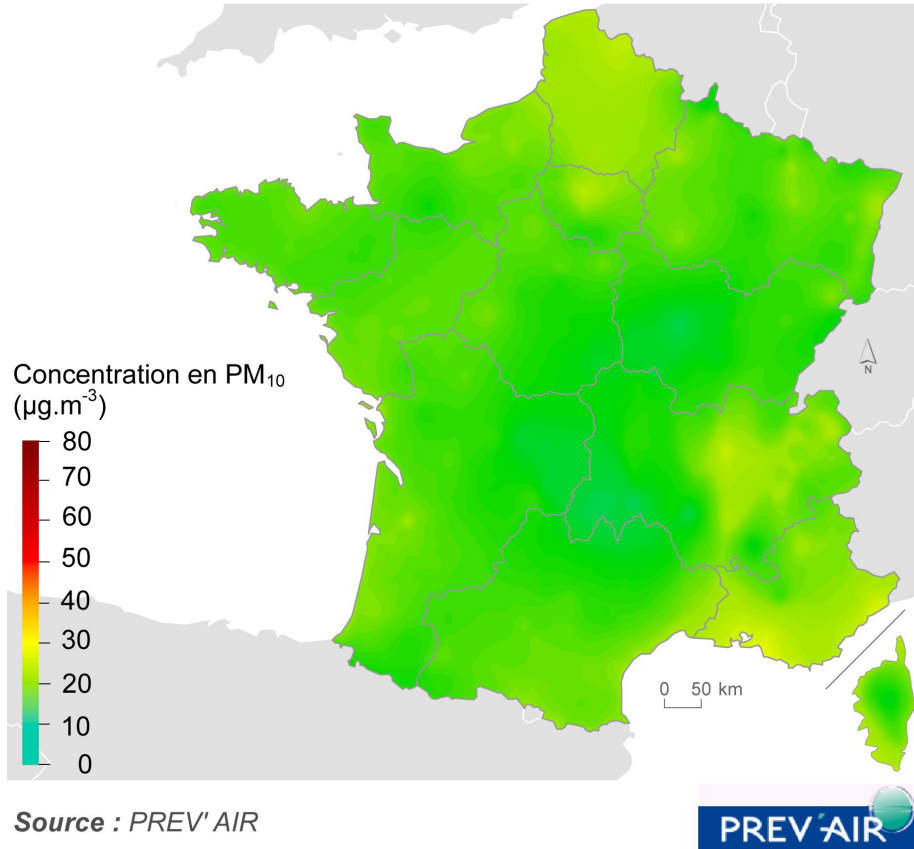 N
Concentration en PM₁₀
(µg.m⁻³)
80
70
60
50
40
30
20
10
0
0 50 km
Source : PREV' AIR
PREV'AIR